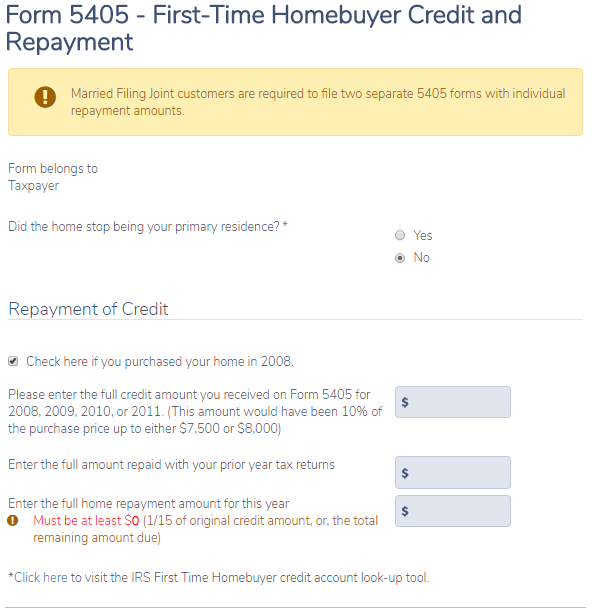 Form 5405 - First-Time Homebuyer Credit and
Repayment
Married Filing Joint customers are required to file two separate 5405 forms with individual
repayment amounts.
Form belongs to
Taxpayer
Did the home stop being your primary residence? *
Yes
No
Repayment of Credit
Check here if you purchased your home in 2008.
Please enter the full credit amount you received on Form 5405 for
2008, 2009, 2010, or 2011. (This amount would have been 10% of
the purchase price up to either $7,500 or $8,000)
$
Enter the full amount repaid with your prior year tax returns
$
Enter the full home repayment amount for this year
$
Must be at least $0 (1/15 of original credit amount, or, the total
remaining amount due)
*Click here to visit the IRS First Time Homebuyer credit account look-up tool.